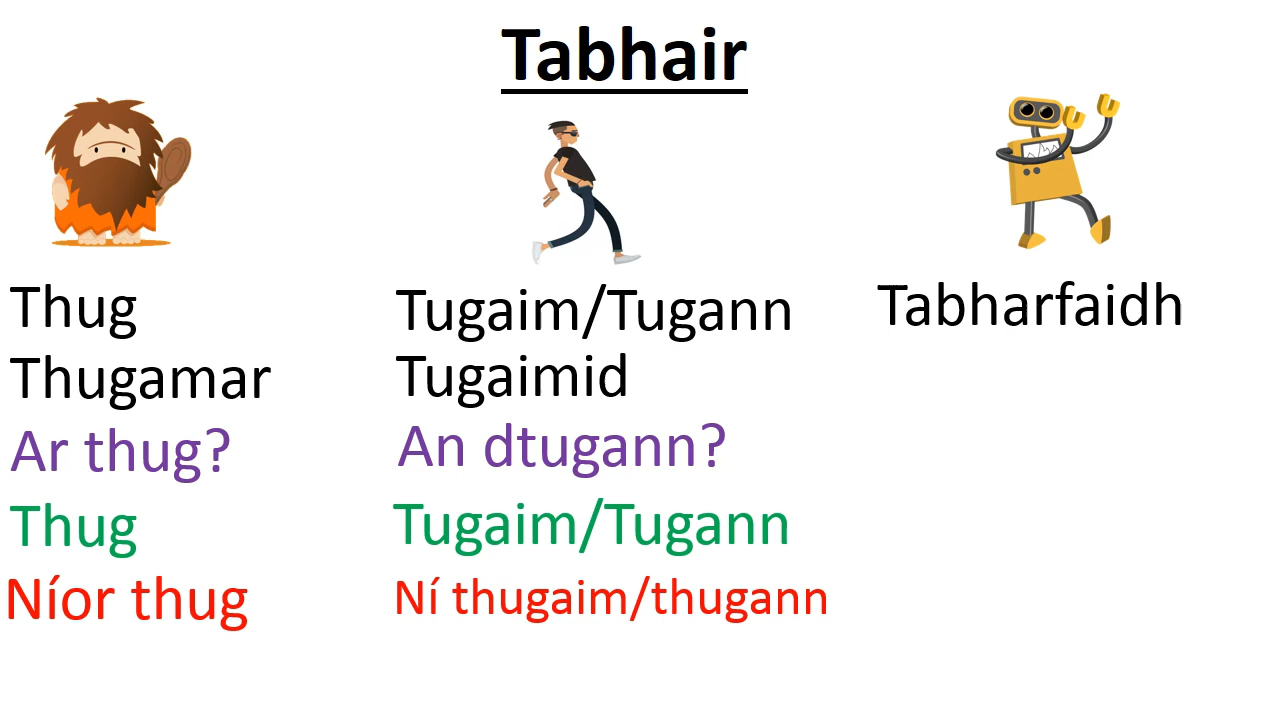 Tabhair
Thug
Thugamar
Ar thug?
Thug
Níor thug
Tugaim/Tugann
Tugaimid
An dtugann?
Tugaim/Tugann
Ní thugaim/thugann
Tabharfaidh